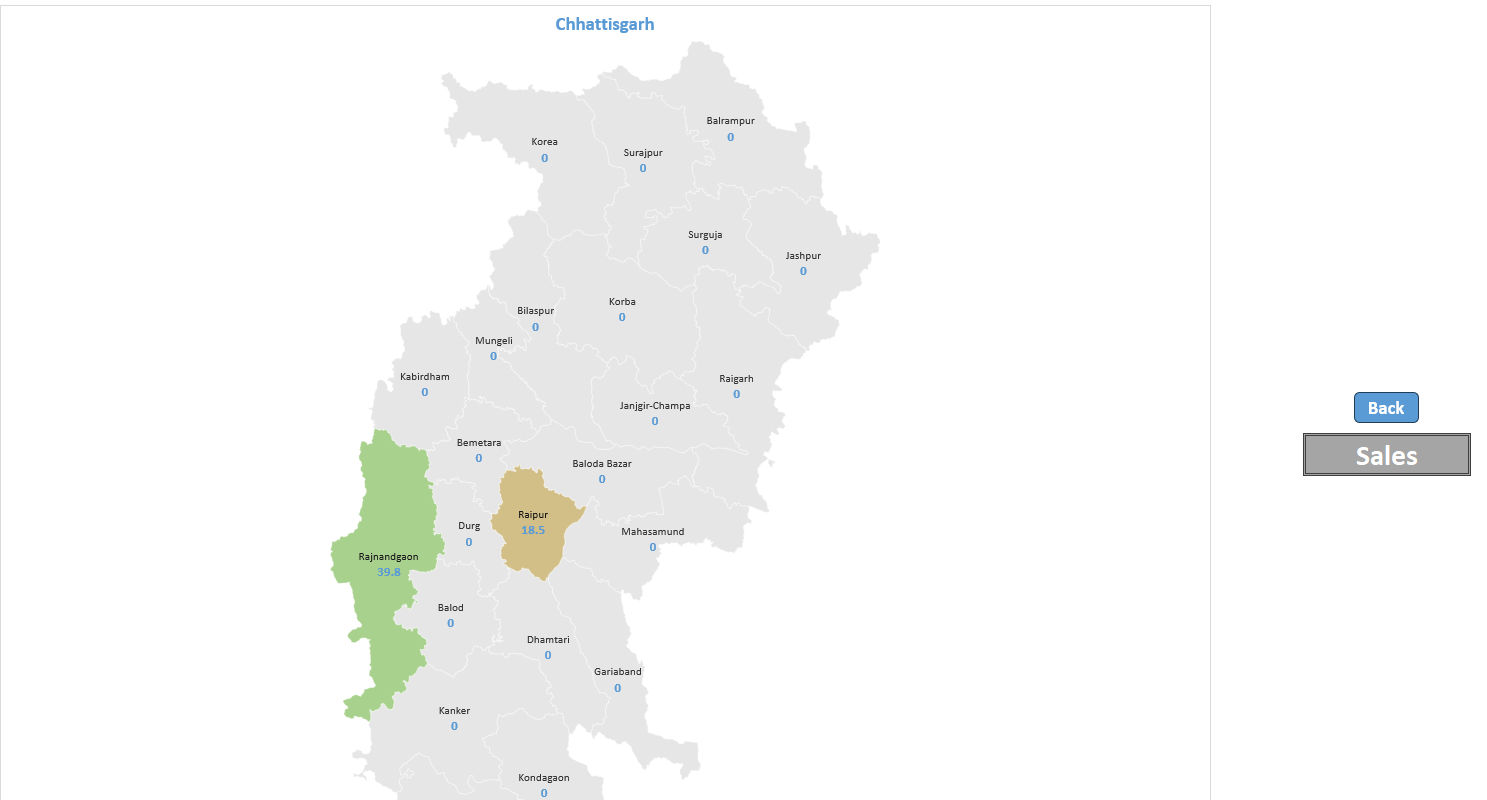 Chhattisgarh
Balrampur
0
Korea
0
Surajpur
0
Surguja
0
Jashpur
0
Korba
0
Bilaspur
0
Mungeli
0
Kabirdham
0
Raigarh
0
Janjgir-Champa
0
Back
Sales
Bemetara
0
Baloda Bazar
0
Raipur
18.5
Durg
0
Mahasamund
0
Rajnandgaon
39.8
Balod
0
Dhamtari
0
Gariaband
0
Kanker
0
Kondagaon
0